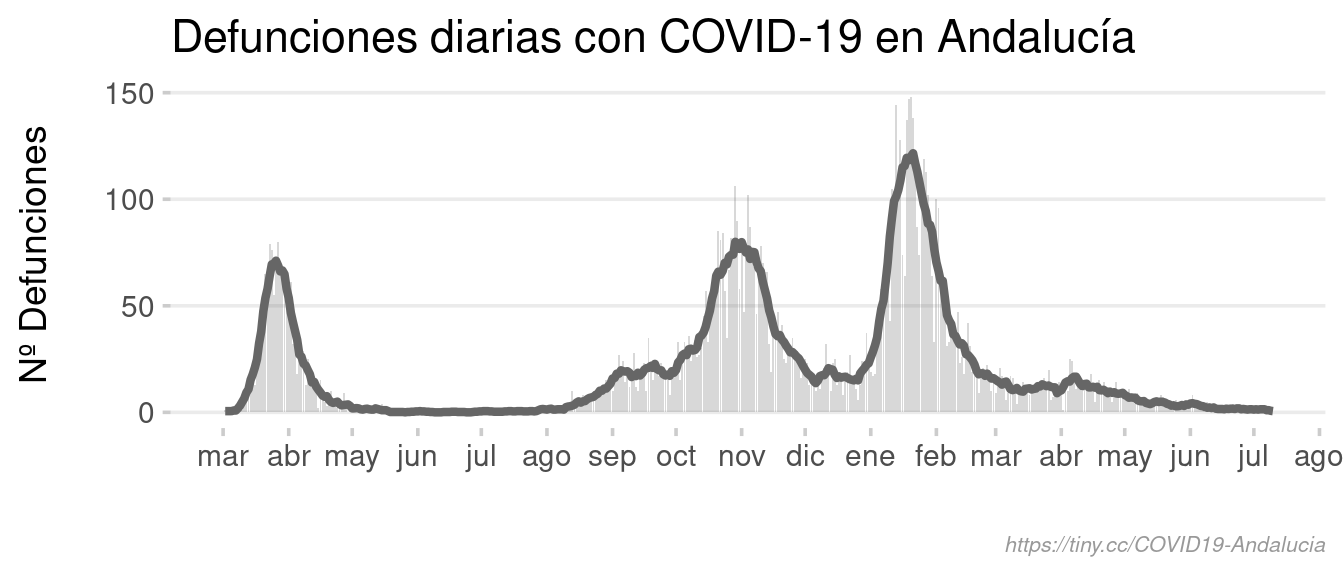 Defunciones diarias con COVID-19 en Andalucía
Nº Defunciones
150
100
50
0
mar abr may jun jul ago sep oct nov dic ene feb mar abr may jun jul ago
https://tiny.cc/COVID19-Andalucia